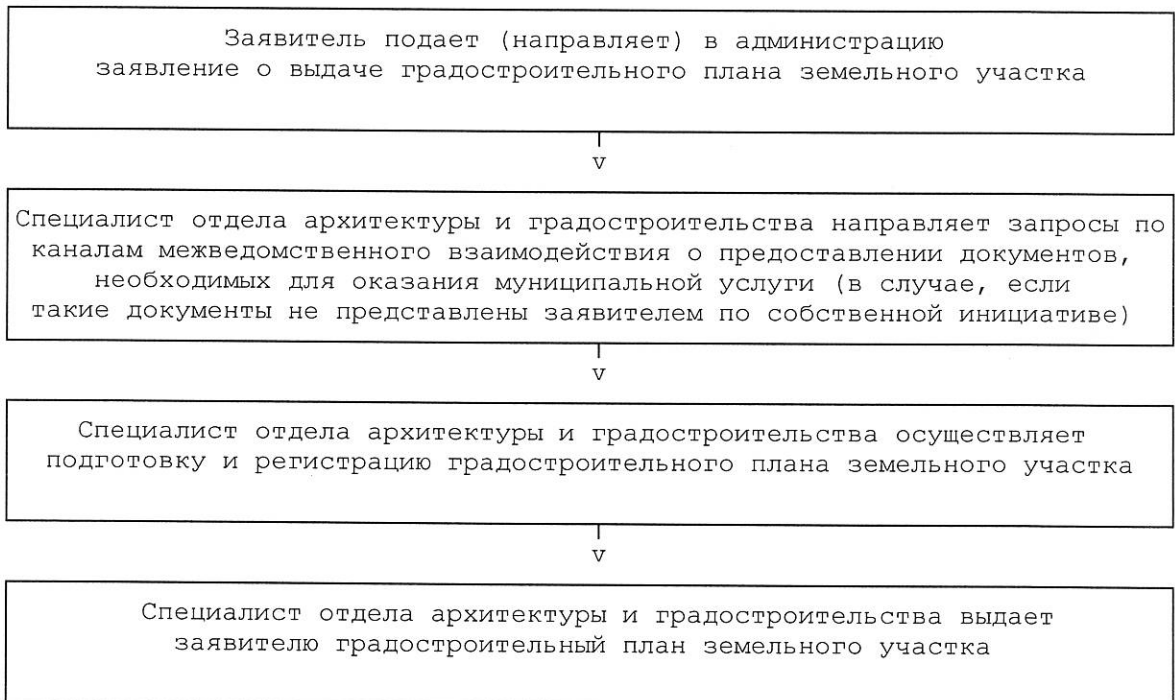 Заявитель подает (направляет) в администрацию
заявление о выдаче градостроительного плана земельного участка
v
Специалист отдела архитектуры и градостроительства направляет запросы по
каналам межведомственного взаимодействия о предоставлении документов,
необходимых для оказания муниципальной услуги (в случае, если
такие документы не представлены заявителем по собственной инициативе)
v
Специалист отдела архитектуры и градостроительства осуществляет
подготовку и регистрацию градостроительного плана земельного участка
v
Специалист отдела архитектуры и градостроительства выдает
заявителю градостроительный план земельного участка